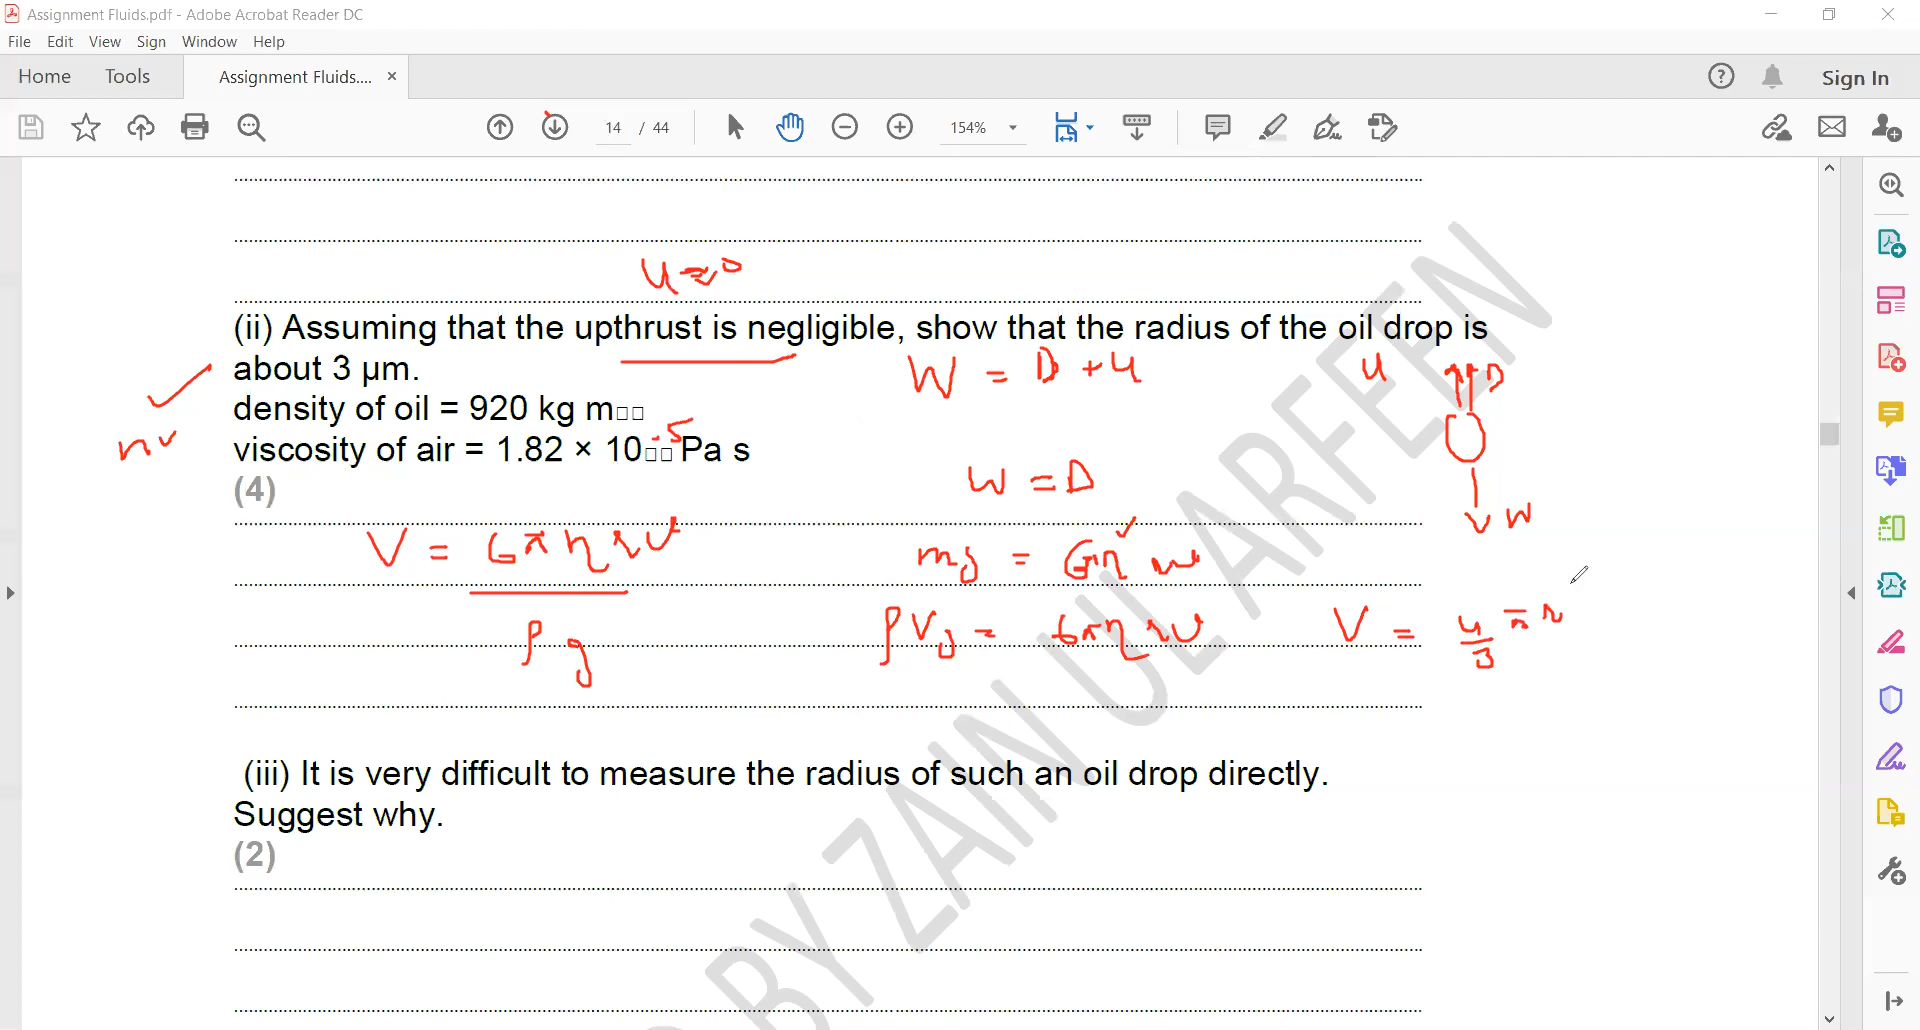 Assignment Fluids.pdf - Adobe Acrobat Reader DC
File Edit View Sign Window Help
Home Tools Assignment Fluids.... × Sign In
14 / 44 154%
u≈0
(ii) Assuming that the upthrust is negligible, show that the radius of the oil drop is
about 3 μm.
W = D + U
U D
density of oil = 920 kg m□□
viscosity of air = 1.82 × 10□□Pa s
-5
(4)
W = D
W
V = 6πηrv
ρg
mg = 6πηrv
ρVg = 6πηrv
V = 4/3 πr
(iii) It is very difficult to measure the radius of such an oil drop directly.
Suggest why.
(2)
BY ZAIN UL ARFEEN